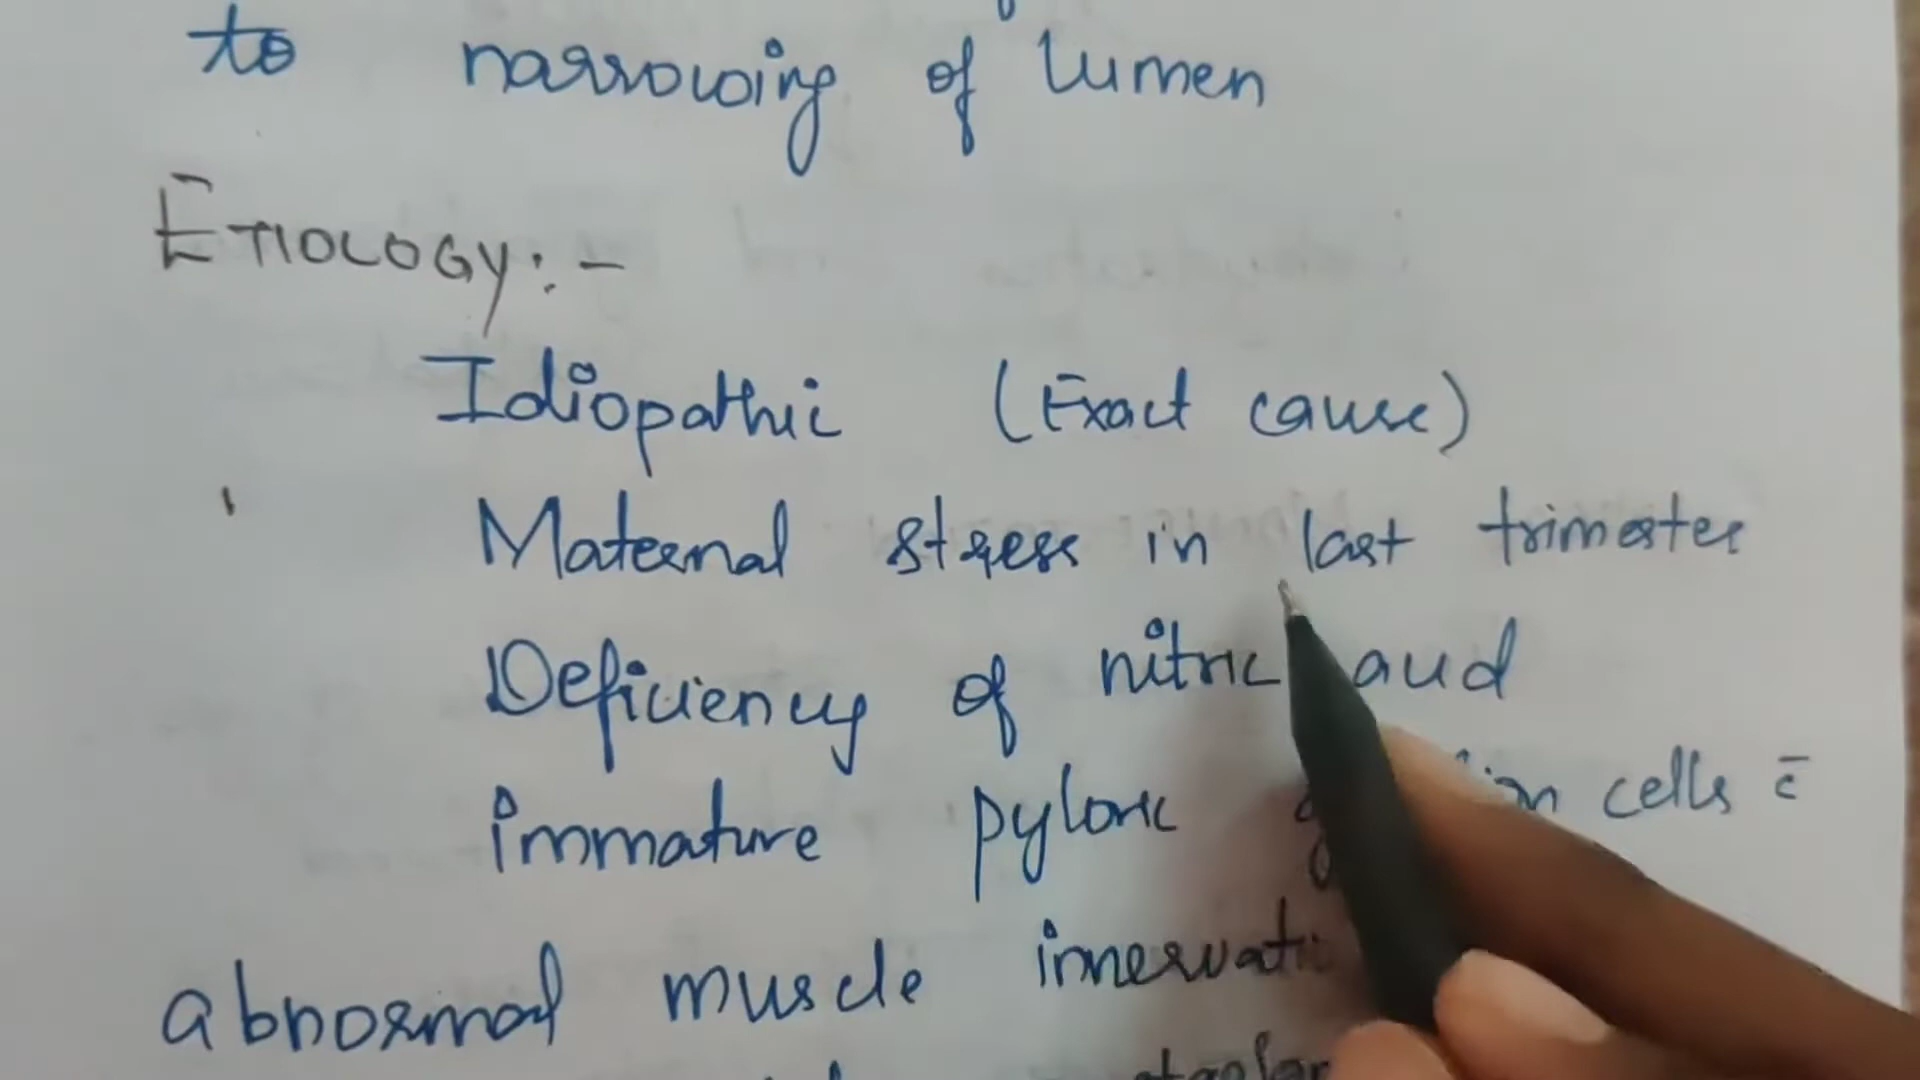 to narrowing of lumen
ETIOLOGY:-
Idiopathic (Exact cause)
Maternal stress in last trimester
Deficiency of nitric acid
immature pyloric cells c̄
abnormal muscle